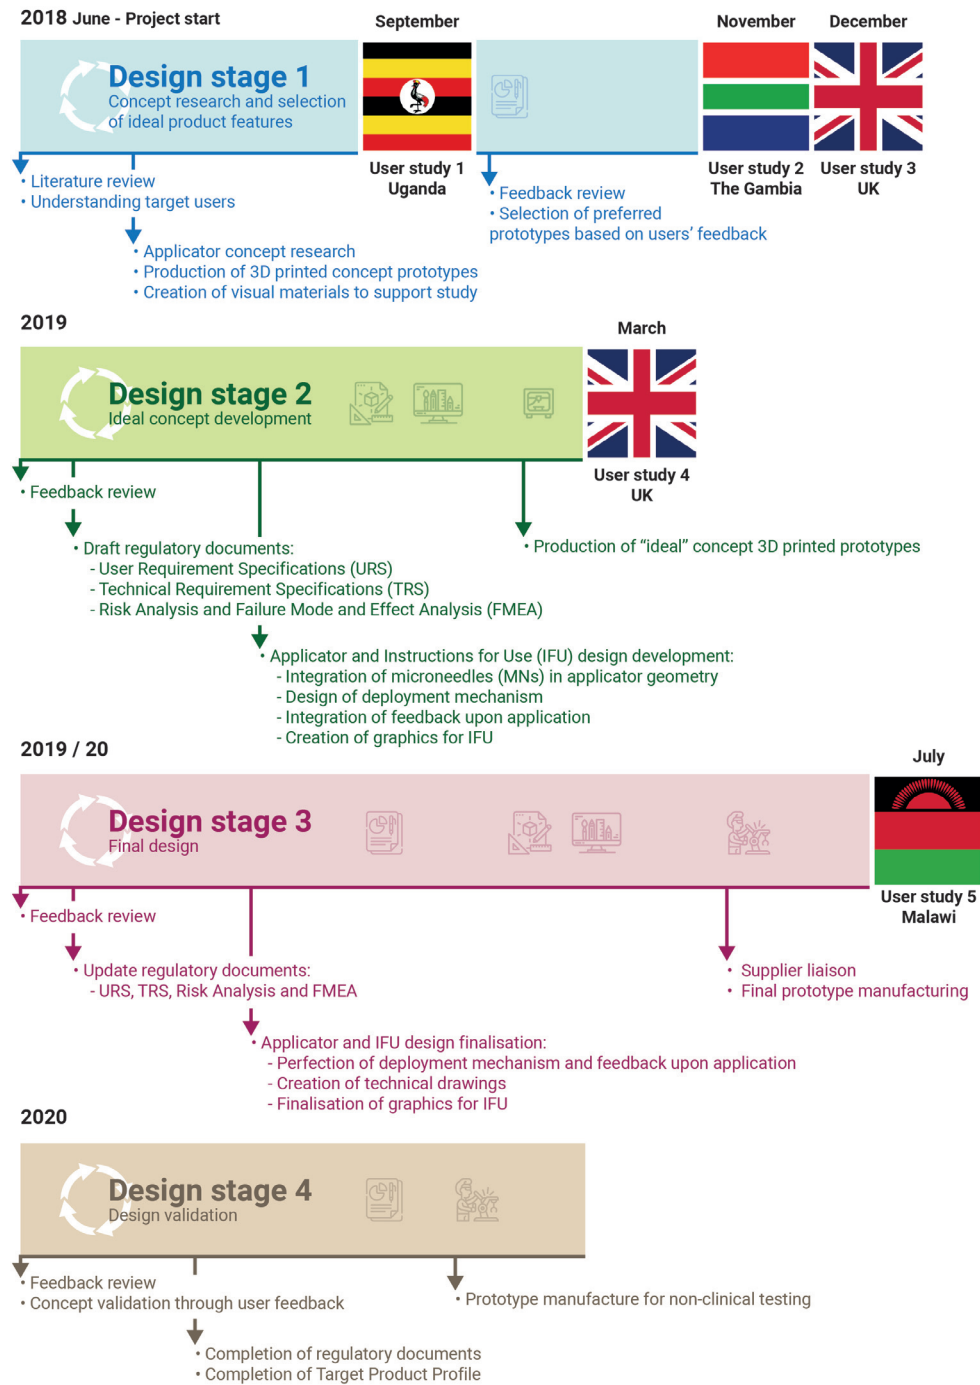 2018 June - Project start
September
November
December
Design stage 1
Concept research and selection
of ideal product features
User study 1
Uganda
User study 2
The Gambia
User study 3
UK
• Literature review
• Understanding target users
• Feedback review
• Selection of preferred
prototypes based on users’ feedback
• Applicator concept research
• Production of 3D printed concept prototypes
• Creation of visual materials to support study
2019
March
Design stage 2
Ideal concept development
User study 4
UK
• Feedback review
• Draft regulatory documents:
- User Requirement Specifications (URS)
- Technical Requirement Specifications (TRS)
- Risk Analysis and Failure Mode and Effect Analysis (FMEA)
• Production of “ideal” concept 3D printed prototypes
• Applicator and Instructions for Use (IFU) design development:
- Integration of microneedles (MNs) in applicator geometry
- Design of deployment mechanism
- Integration of feedback upon application
- Creation of graphics for IFU
2019 / 20
July
Design stage 3
Final design
User study 5
Malawi
• Feedback review
• Update regulatory documents:
- URS, TRS, Risk Analysis and FMEA
• Supplier liaison
• Final prototype manufacturing
• Applicator and IFU design finalisation:
- Perfection of deployment mechanism and feedback upon application
- Creation of technical drawings
- Finalisation of graphics for IFU
2020
Design stage 4
Design validation
• Feedback review
• Concept validation through user feedback
• Prototype manufacture for non-clinical testing
• Completion of regulatory documents
• Completion of Target Product Profile